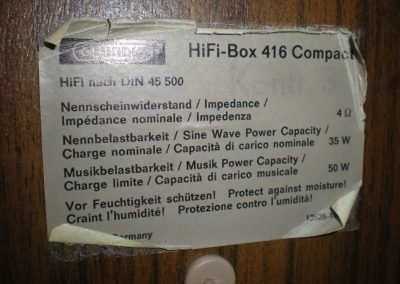 HiFi-Box 416 Compact
HiFi nach DIN 45 500
Nennscheinwiderstand / Impedance /
Impédance nominale / Impedenza 4 Ω
Nennbelastbarkeit / Sine Wave Power Capacity /
Charge nominale / Capacità di carico nominale 35 W
Musikbelastbarkeit / Musik Power Capacity /
Charge limite / Capacità di carico musicale 50 W
Vor Feuchtigkeit schützen! Protect against moisture!
Craint l'humidité! Protezione contro l'umidità!
Germany